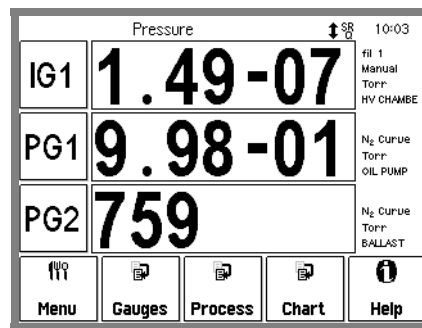 Pressure SRQ 10:03
IG1 1.49-07 fil 1
Manual
Torr
HV CHAMBE
PG1 9.98-01 N₂ Curve
Torr
OIL PUMP
PG2 759 N₂ Curve
Torr
BALLAST
Menu Gauges Process Chart Help